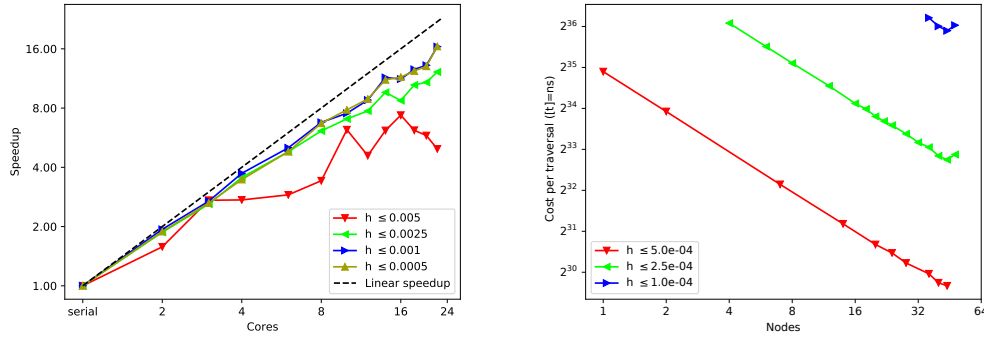 Speedup
16.00
8.00
4.00
2.00
1.00
serial
2
4
8
16
24
Cores
h ≤0.005
h ≤0.0025
h ≤0.001
h ≤0.0005
Linear speedup
Cost per traversal ([t]=ns)
2^36
2^35
2^34
2^33
2^32
2^31
2^30
1
2
4
8
16
32
64
Nodes
h ≤5.0e-04
h ≤2.5e-04
h ≤1.0e-04